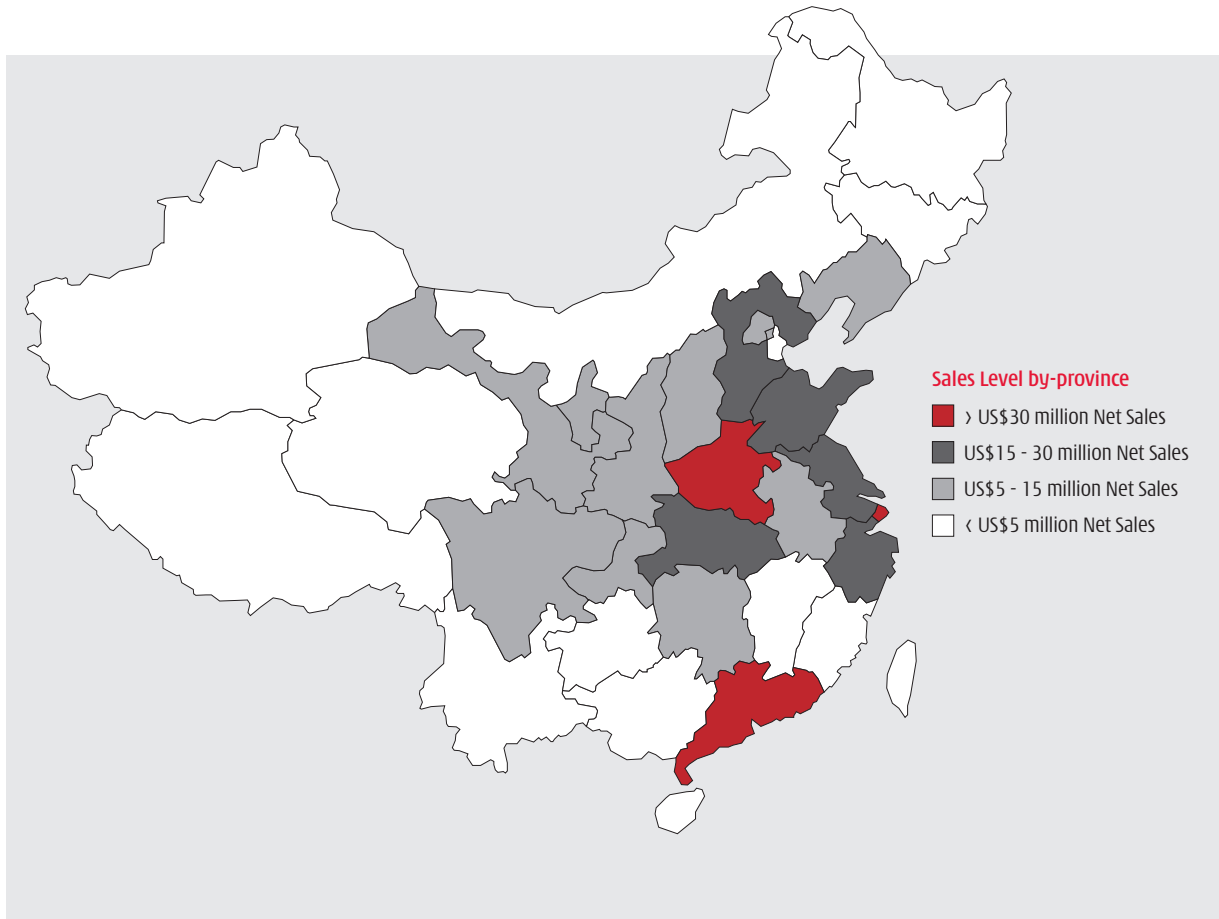 Sales Level by-province
› US$30 million Net Sales
US$15 - 30 million Net Sales
US$5 - 15 million Net Sales
‹ US$5 million Net Sales